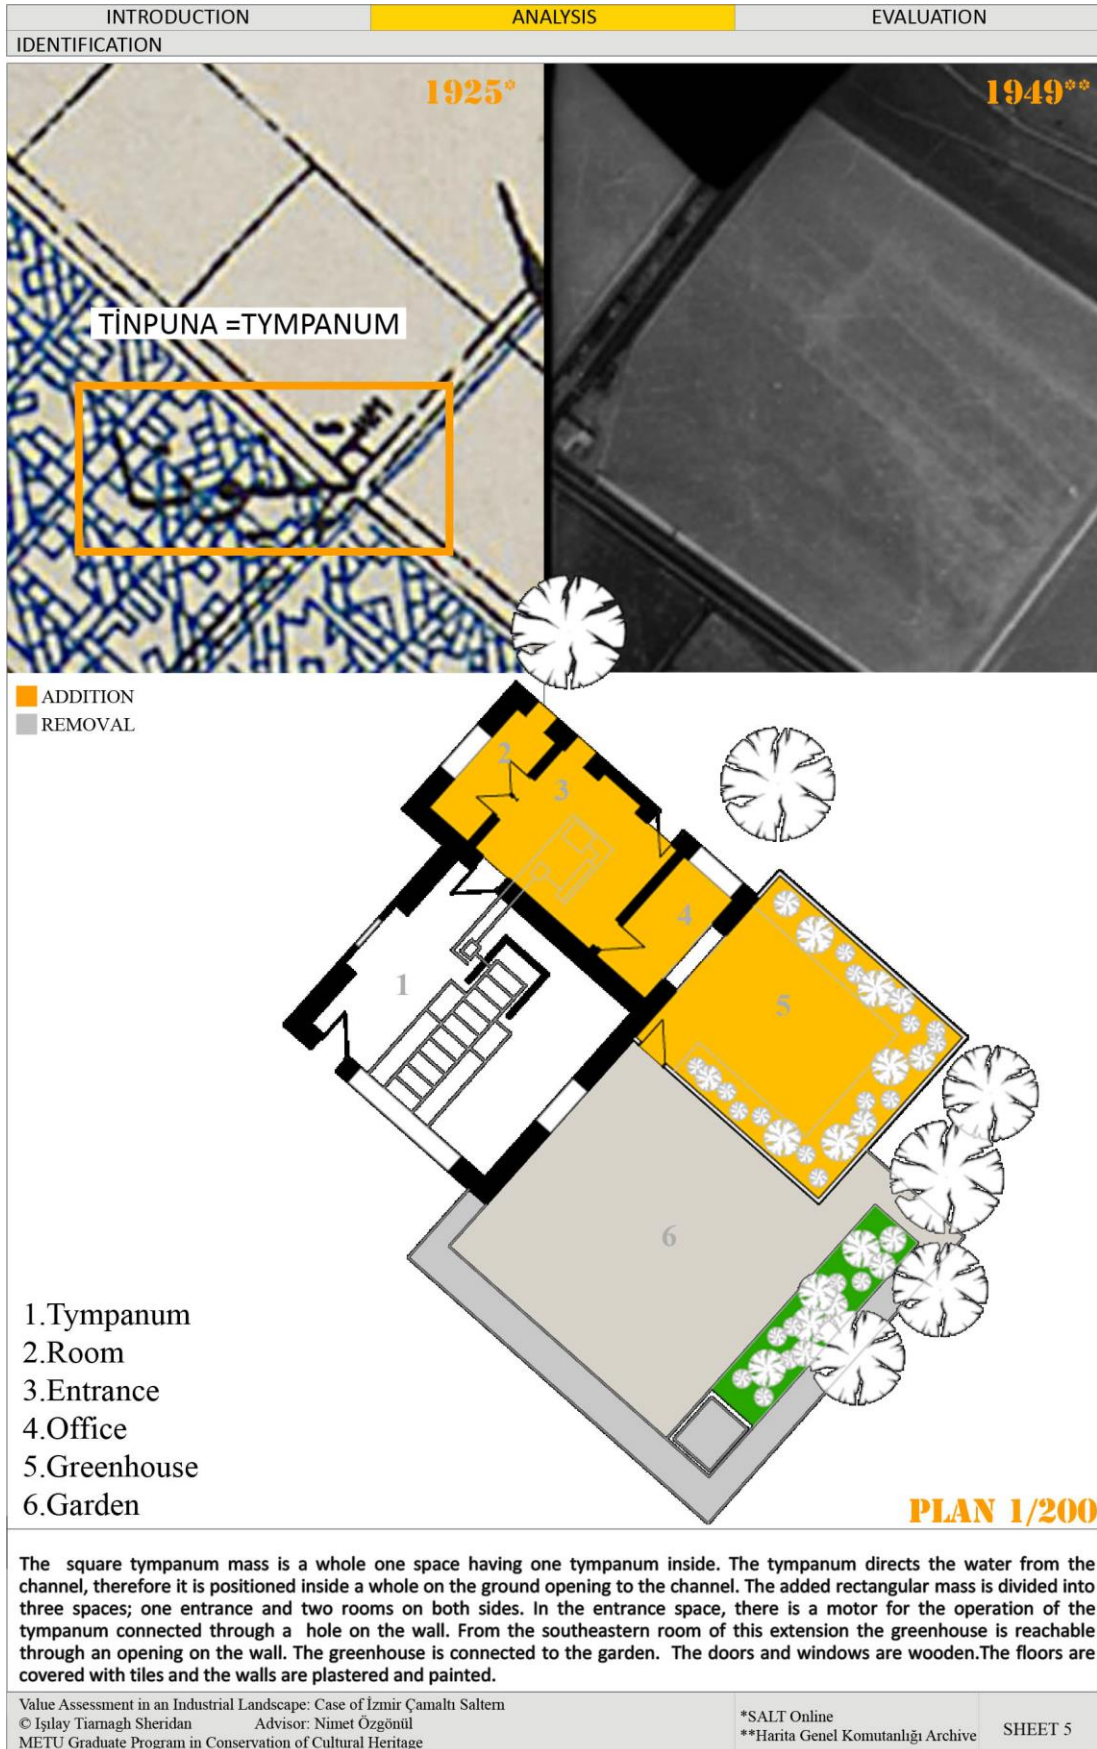 INTRODUCTION
ANALYSIS
EVALUATION
IDENTIFICATION
1925*
1949**
TİNPUNA =TYMPANUM
ADDITION
REMOVAL
2
3
4
1
5
6
1.Tympanum
2.Room
3.Entrance
4.Office
5.Greenhouse
6.Garden
PLAN 1/200
The square tympanum mass is a whole one space having one tympanum inside. The tympanum directs the water from the
channel, therefore it is positioned inside a whole on the ground opening to the channel. The added rectangular mass is divided into
three spaces; one entrance and two rooms on both sides. In the entrance space, there is a motor for the operation of the
tympanum connected through a hole on the wall. From the southeastern room of this extension the greenhouse is reachable
through an opening on the wall. The greenhouse is connected to the garden. The doors and windows are wooden.The floors are
covered with tiles and the walls are plastered and painted.
Value Assessment in an Industrial Landscape: Case of İzmir Çamaltı Saltern
© Işılay Tiarnagh Sheridan Advisor: Nimet Özgönül
METU Graduate Program in Conservation of Cultural Heritage
*SALT Online
**Harita Genel Komutanlığı Archive
SHEET 5